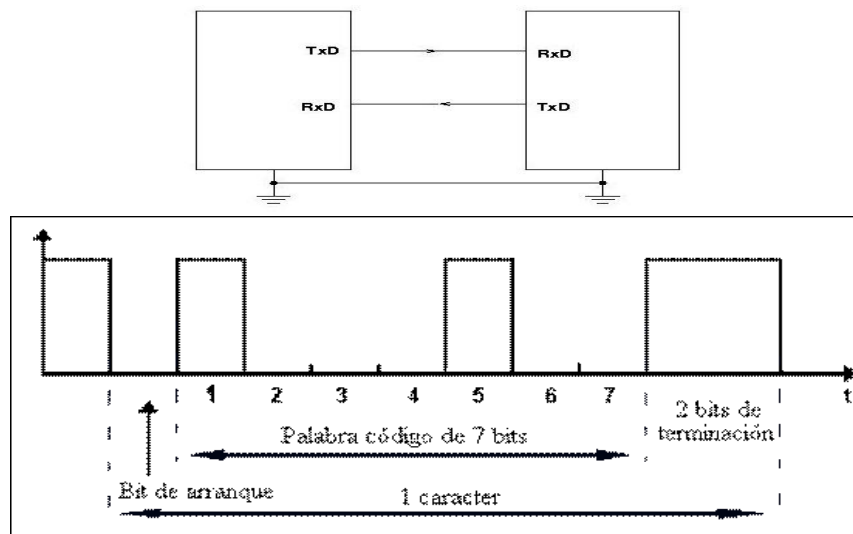 TxD
RxD
RxD
TxD
1 2 3 4 5 6 7
t
2 bits de
terminación
Palabra código de 7 bits
Bit de arranque
1 caracter